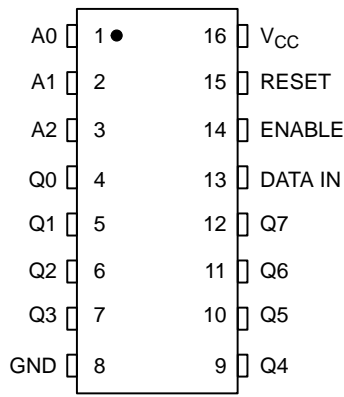 A0 1 16 VCC
A1 2 15 RESET
A2 3 14 ENABLE
Q0 4 13 DATA IN
Q1 5 12 Q7
Q2 6 11 Q6
Q3 7 10 Q5
GND 8 9 Q4